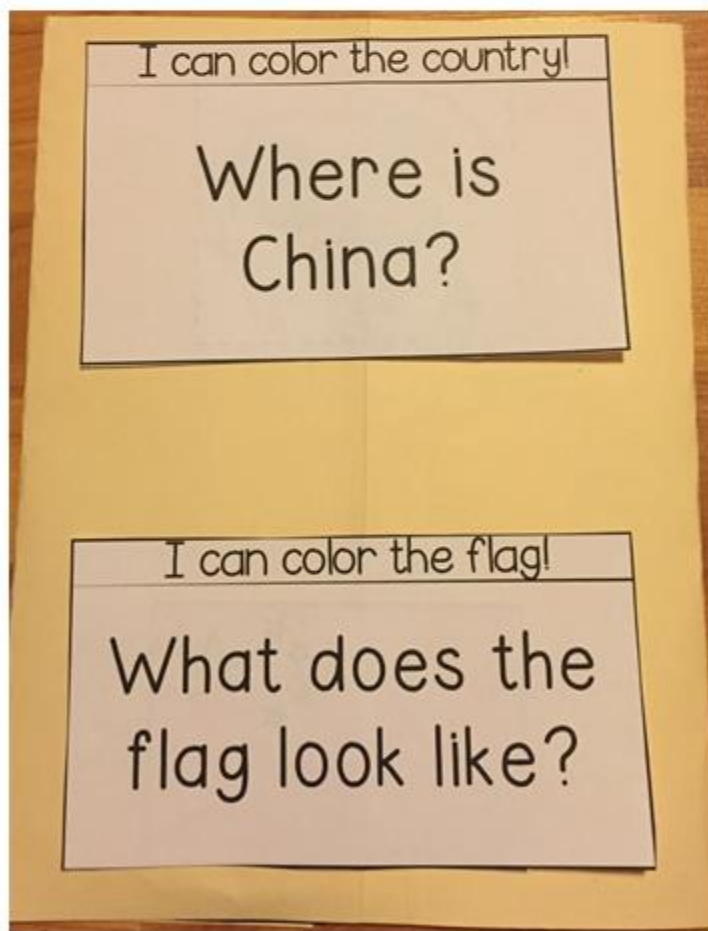 I can color the country!
Where is
China?
I can color the flag!
What does the
flag look like?